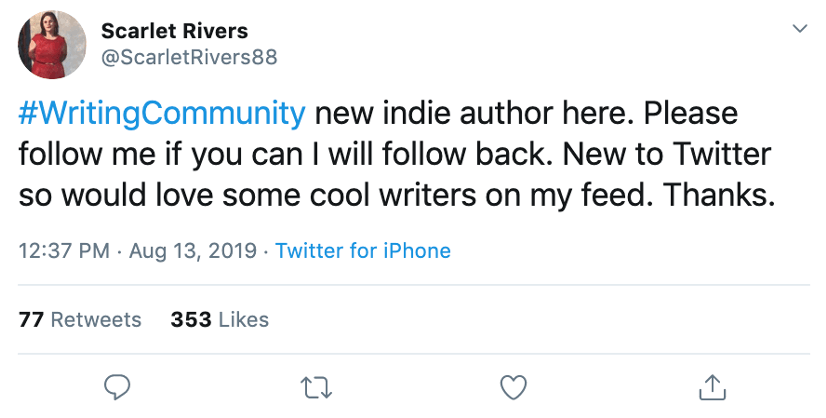 Scarlet Rivers
@ScarletRivers88
#WritingCommunity new indie author here. Please
follow me if you can I will follow back. New to Twitter
so would love some cool writers on my feed. Thanks.
12:37 PM · Aug 13, 2019 · Twitter for iPhone
77 Retweets 353 Likes